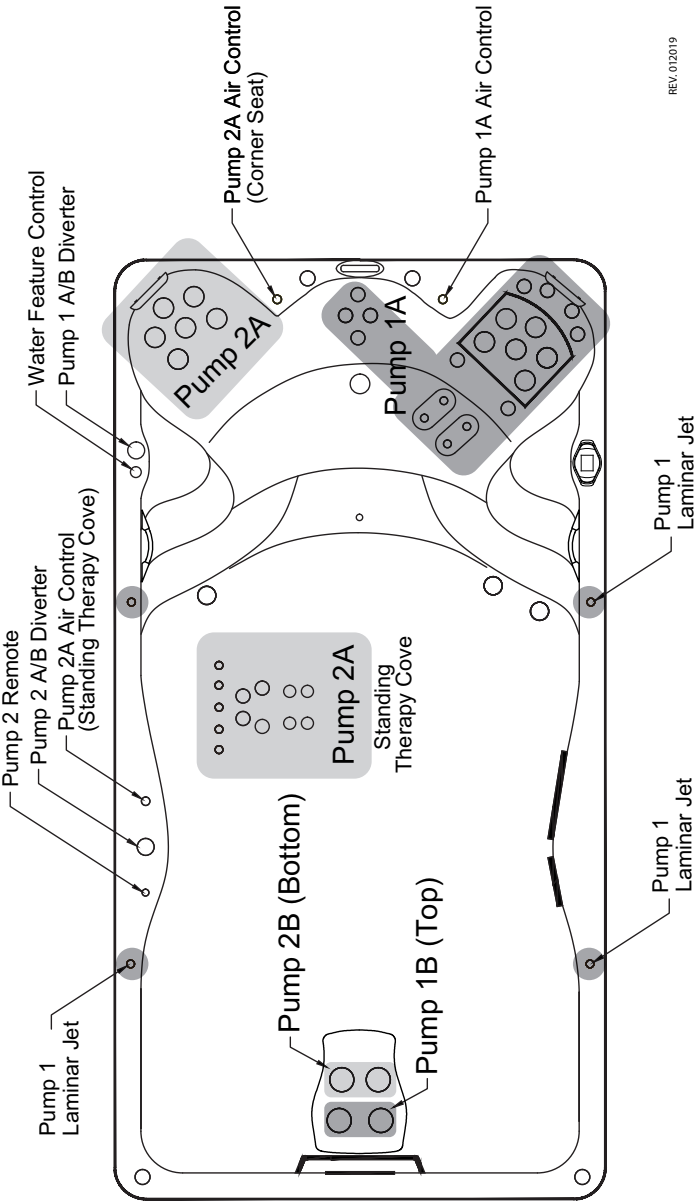 Pump 2 Remote
Pump 2 A/B Diverter
Pump 2A Air Control
(Standing Therapy Cove)
Water Feature Control
Pump 1 A/B Diverter
Pump 1
Laminar Jet
Pump 2A
Pump 2A Air Control
(Corner Seat)
Pump 2B (Bottom)
Pump 2A
Standing
Therapy Cove
Pump 1A
Pump 1B (Top)
Pump 1A Air Control
Pump 1
Laminar Jet
Pump 1
Laminar Jet
REV. 012019